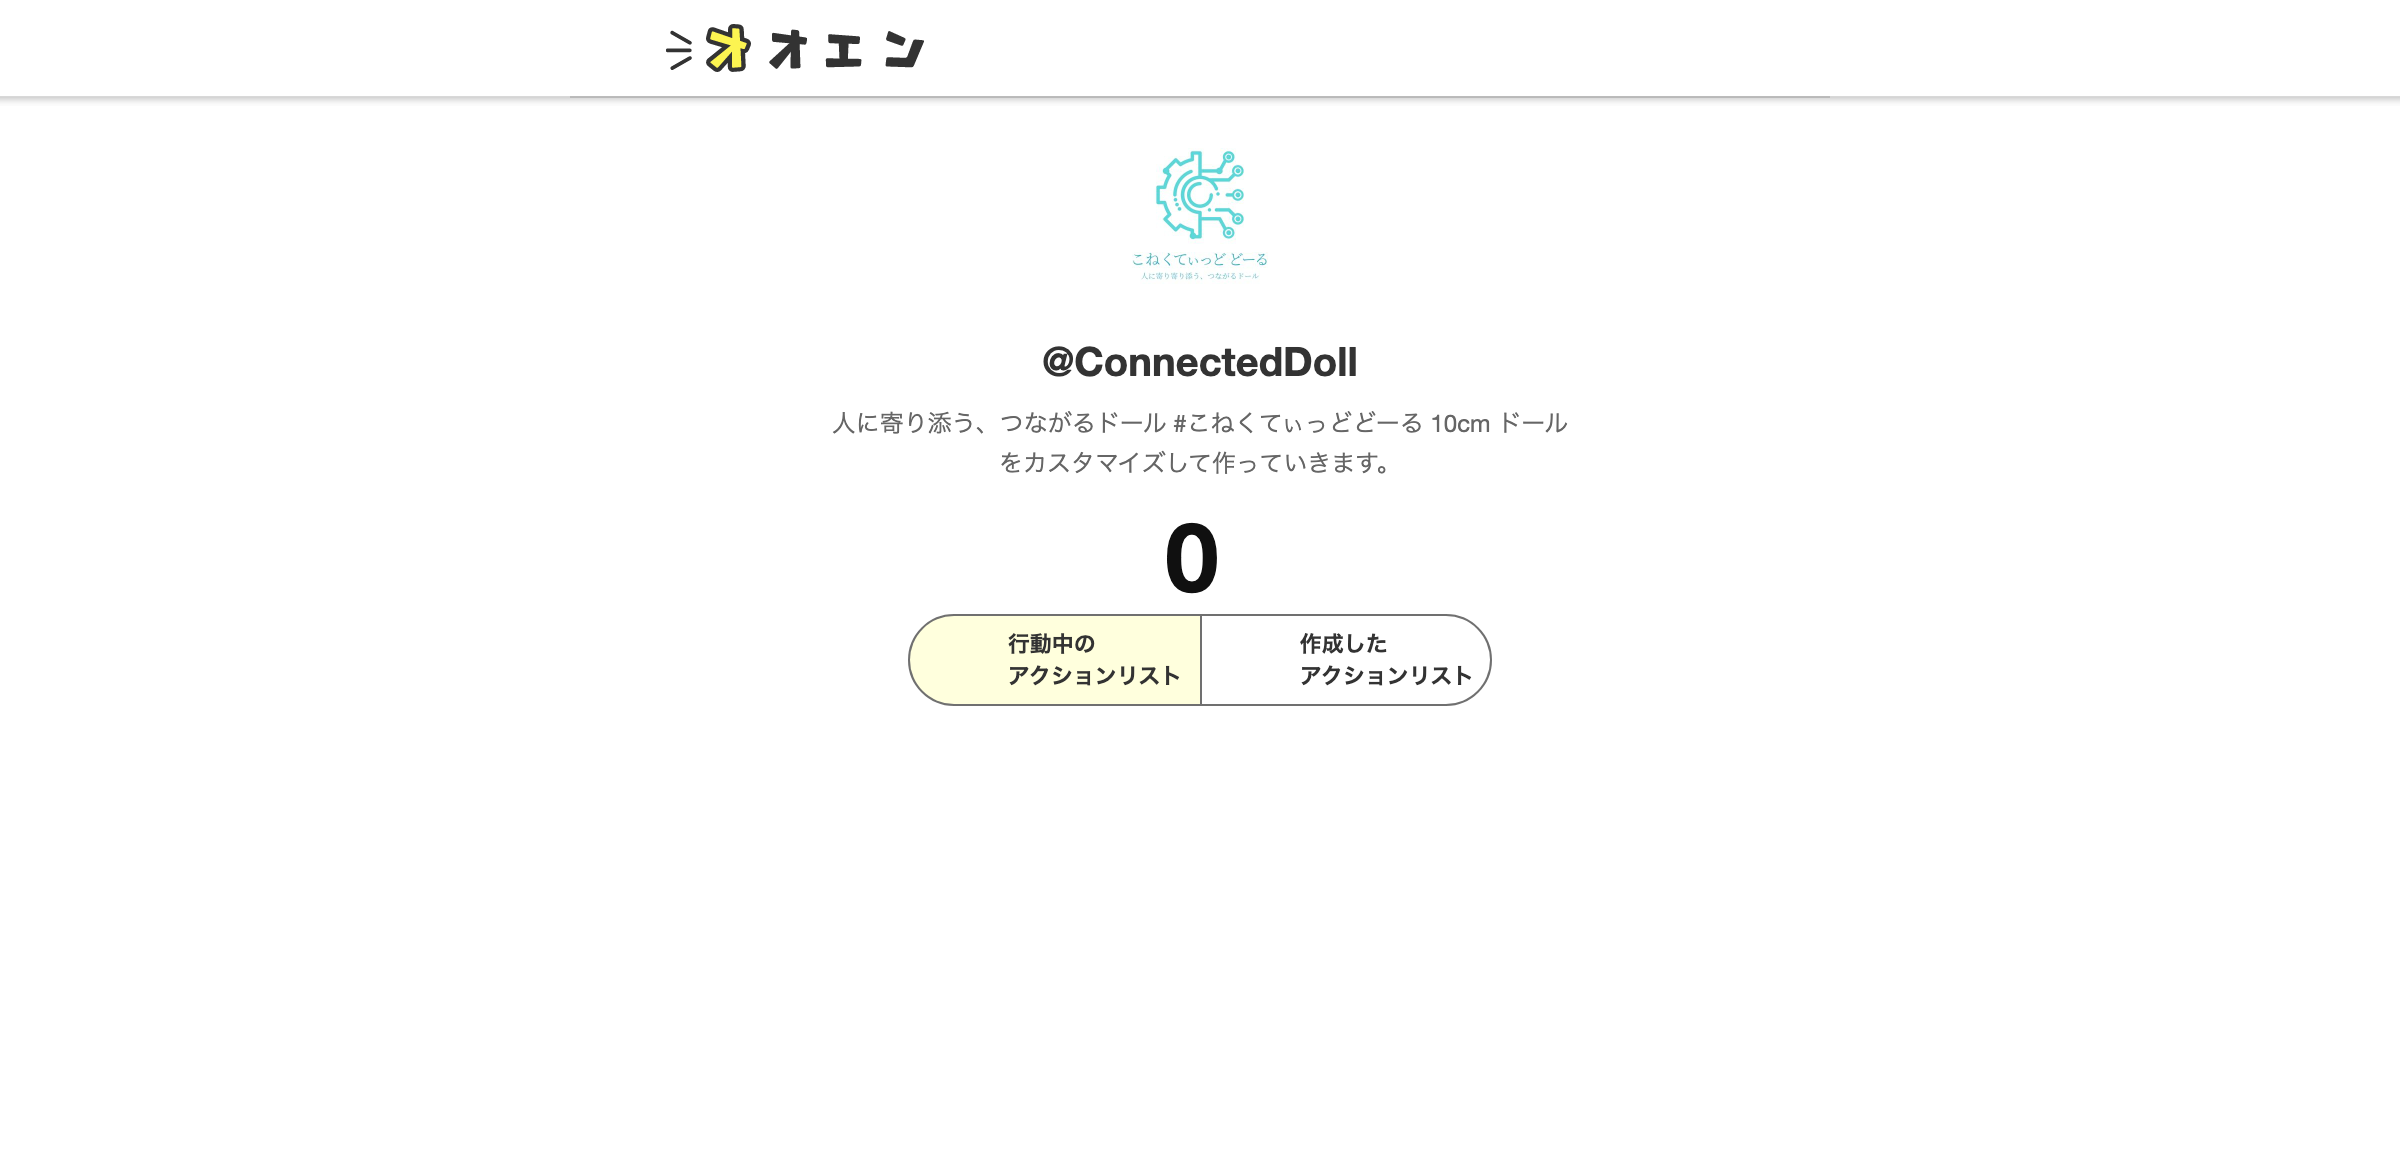 オ オエン
こねくてぃっど どーる
人に寄り寄り添う、つながるドール
@ConnectedDoll
人に寄り添う、つながるドール #こねくてぃっどどーる 10cm ドール
をカスタマイズして作っていきます。
0
行動中の
アクションリスト
作成した
アクションリスト